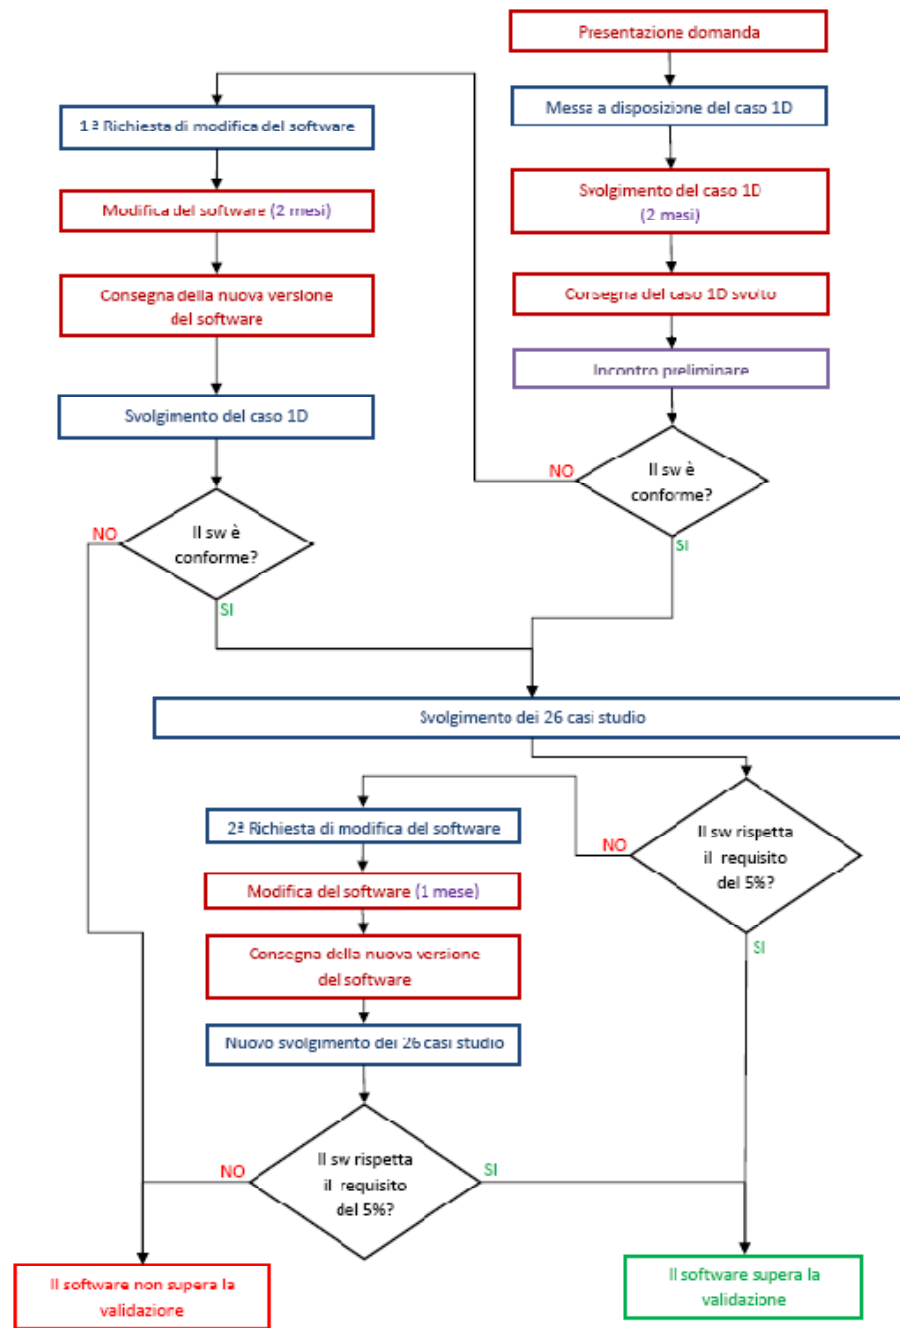 Presentazione domanda
Messa a disposizione del caso 1D
Svolgimento del caso 1D
(2 mesi)
Consegna del caso 1D svolto
Incontro preliminare
Il sw è
conforme?
NO
SI
1ª Richiesta di modifica del software
Modifica del software (2 mesi)
Consegna della nuova versione
del software
Svolgimento del caso 1D
Il sw è
conforme?
NO
SI
Svolgimento dei 26 casi studio
Il sw rispetta
il requisito
del 5%?
NO
SI
2ª Richiesta di modifica del software
Modifica del software (1 mese)
Consegna della nuova versione
del software
Nuovo svolgimento dei 26 casi studio
Il sw rispetta
il requisito
del 5%?
NO
SI
Il software non supera la
validazione
Il software supera la
validazione